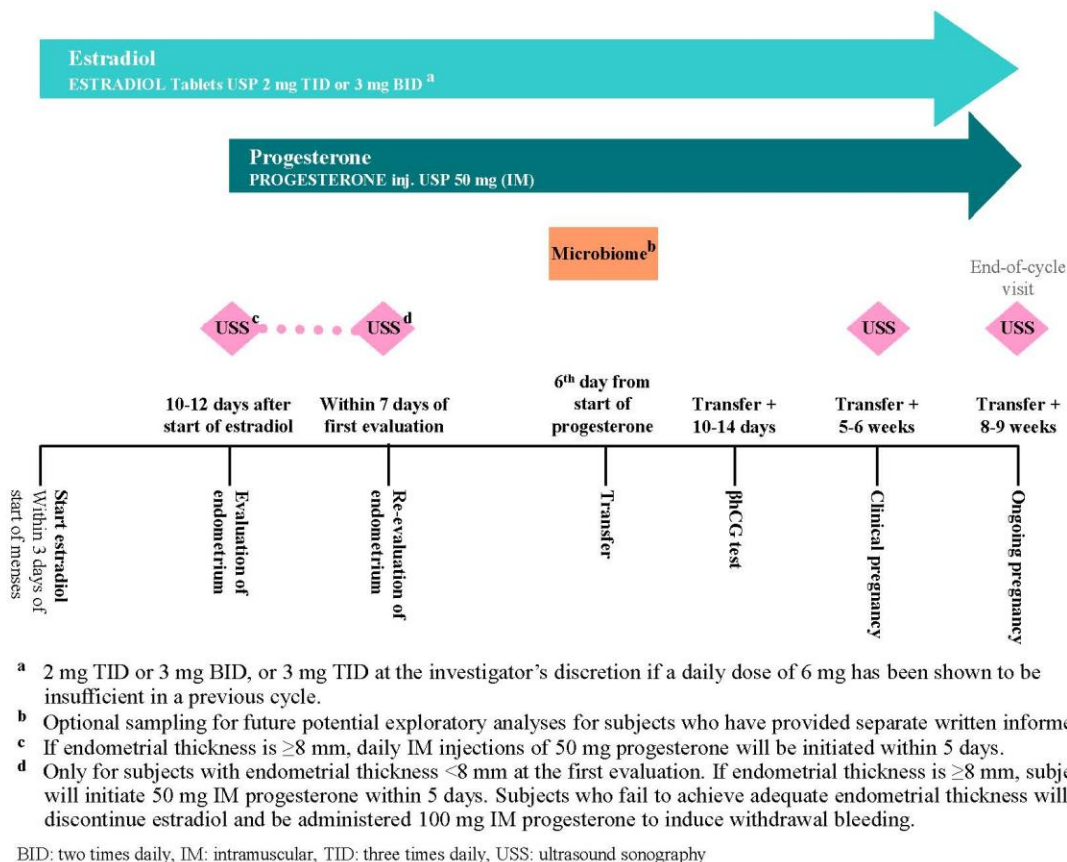 Estradiol
ESTRADIOL Tablets USP 2 mg TID or 3 mg BID a
Progesterone
PROGESTERONE inj. USP 50 mg (IM)
Microbiome b
End-of-cycle
visit
USS c
USS d
USS
USS
10-12 days after
start of estradiol
Within 7 days of
first evaluation
6th day from
start of
progesterone
Transfer +
10-14 days
Transfer +
5-6 weeks
Transfer +
8-9 weeks
Start estradiol
Within 3 days of
start of menses
Evaluation of
endometrium
Re-evaluation of
endometrium
Transfer
βhCG test
Clinical pregnancy
Ongoing pregnancy
a 2 mg TID or 3 mg BID, or 3 mg TID at the investigator's discretion if a daily dose of 6 mg has been shown to be
insufficient in a previous cycle.
b Optional sampling for future potential exploratory analyses for subjects who have provided separate written
c If endometrial thickness is ≥8 mm, daily IM injections of 50 mg progesterone will be initiated within 5 days.
d Only for subjects with endometrial thickness <8 mm at the first evaluation. If endometrial thickness is ≥8 mm,
will initiate 50 mg IM progesterone within 5 days. Subjects who fail to achieve adequate endometrial thickness will
discontinue estradiol and be administered 100 mg IM progesterone to induce withdrawal bleeding.
BID: two times daily, IM: intramuscular, TID: three times daily, USS: ultrasound sonography